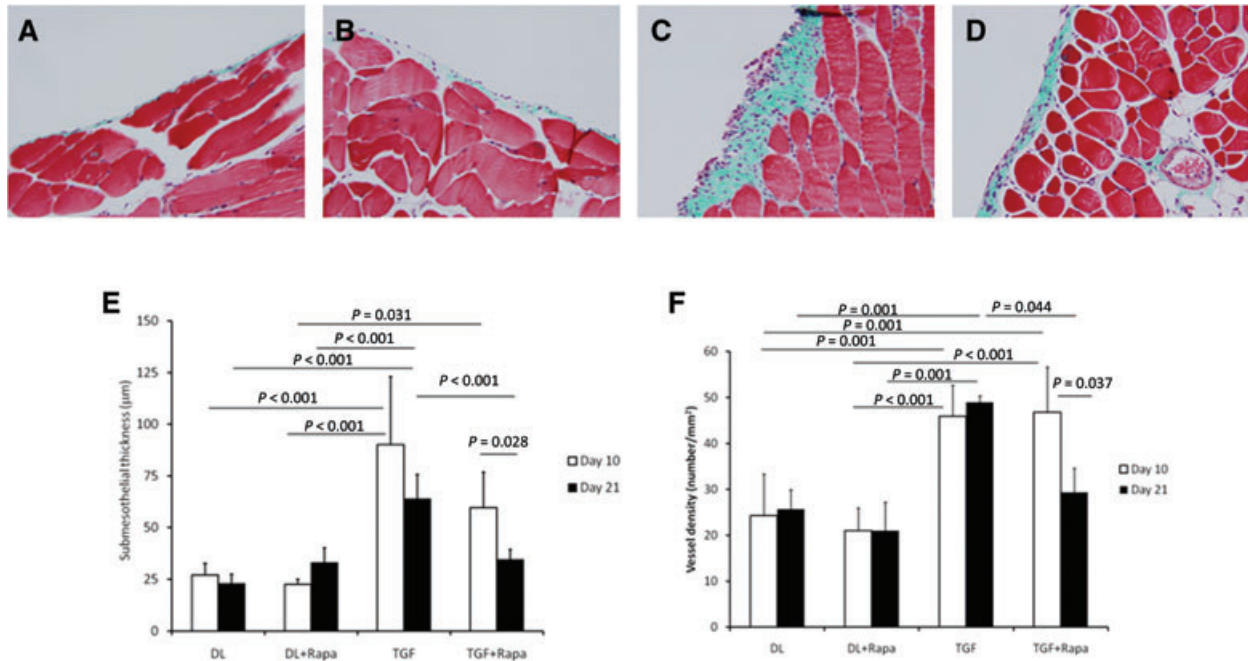 A
B
C
D
E
Submesothelial thickness (μm)
150
125
100
75
50
25
0
P = 0.031
P < 0.001
P < 0.001
P < 0.001
P < 0.001
P < 0.001
P = 0.028
Day 10
Day 21
DL
DL+Rapa
TGF
TGF+Rapa
F
Vessel density (number/mm²)
60
50
40
30
20
10
0
P = 0.001
P = 0.044
P = 0.001
P = 0.001
P < 0.001
P = 0.001
P = 0.037
P < 0.001
Day 10
Day 21
DL
DL+Rapa
TGF
TGF+Rapa